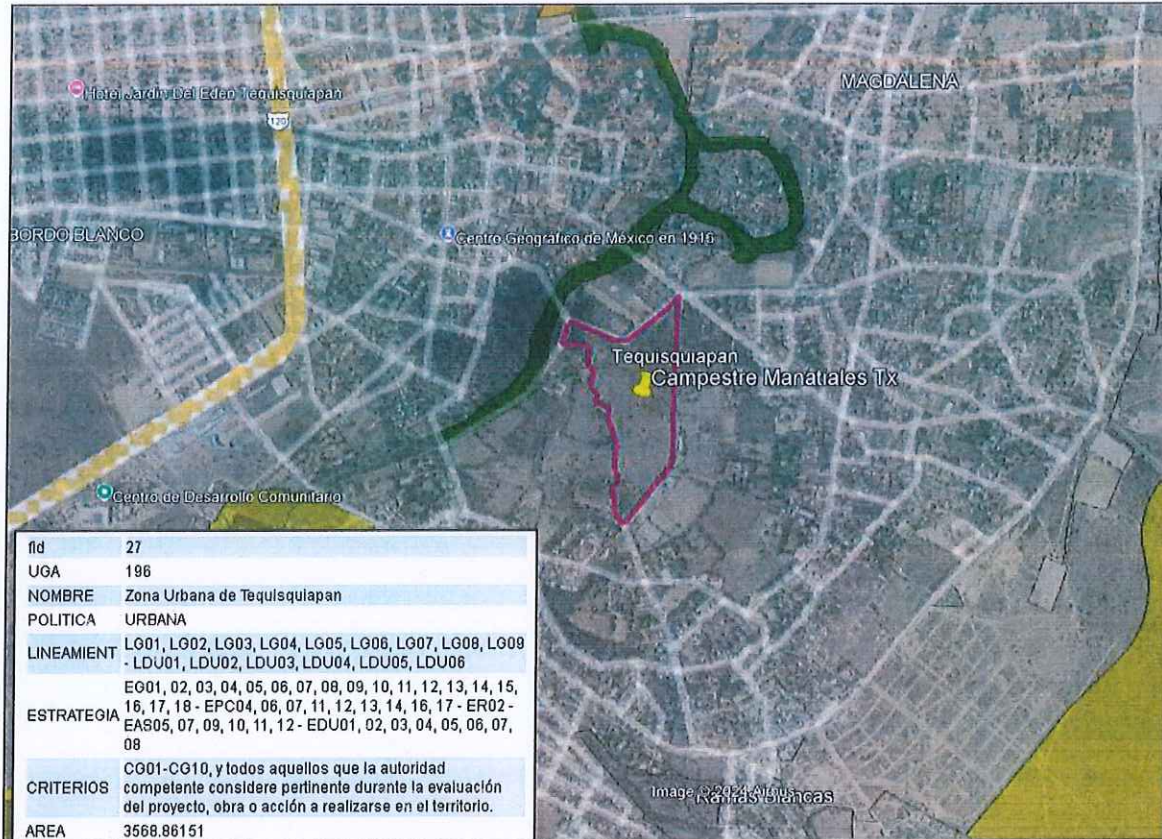 MAGDALENA
Hotel Jardín Del Eden Tequisquiapan
120
BORDO BLANCO
Centro Geográfico de México en 1916
Tequisquiapan
Campestre Manatiales Tx
Centro de Desarrollo Comunitario
fid 27
UGA 196
NOMBRE Zona Urbana de Tequisquiapan
POLITICA URBANA
LINEAMIENT LG01, LG02, LG03, LG04, LG05, LG06, LG07, LG08, LG09
- LDU01, LDU02, LDU03, LDU04, LDU05, LDU06
ESTRATEGIA EG01, 02, 03, 04, 05, 06, 07, 08, 09, 10, 11, 12, 13, 14, 15,
16, 17, 18 - EPC04, 06, 07, 11, 12, 13, 14, 16, 17 - ER02 -
EAS05, 07, 09, 10, 11, 12 - EDU01, 02, 03, 04, 05, 06, 07,
08
CRITERIOS CG01-CG10, y todos aquellos que la autoridad
competente considere pertinente durante la evaluación
del proyecto, obra o acción a realizarse en el territorio.
AREA 3568.86151
Image © 2024 Airbus
Blancas